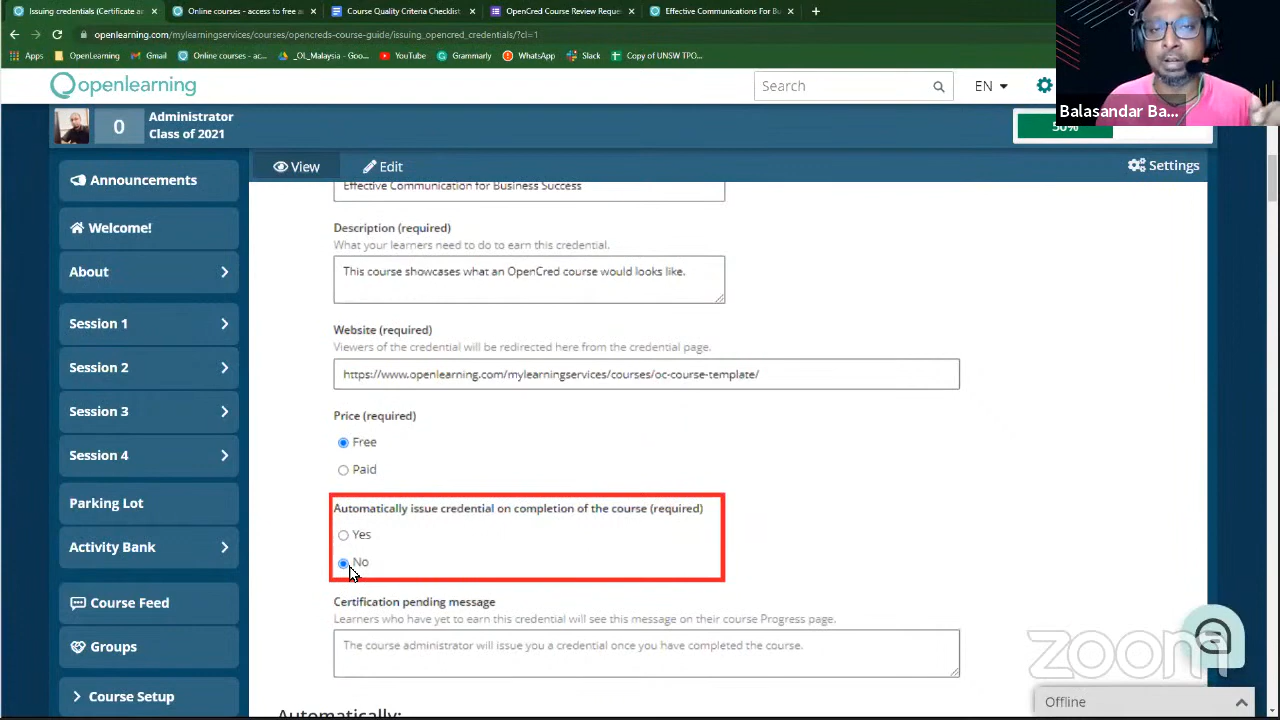 Issuing credentials (Certificate ar
Online courses - access to free a
Course Quality Criteria Checklist
OpenCred Course Review Reques
Effective Communications For Bu
openlearning.com/mylearningservices/courses/opencreds-course-guide/issuing_opencred_credentials/?cl=1
Apps
OpenLearning
Gmail
Online courses - ac...
_OL_Malaysia - Goo...
YouTube
Grammarly
WhatsApp
Slack
Copy of UNSW TPO...
openlearning
Search
EN
Balasandar Ba...
0
Administrator
Class of 2021
50%
View
Edit
Settings
Announcements
Welcome!
About
Session 1
Session 2
Session 3
Session 4
Parking Lot
Activity Bank
Course Feed
Groups
Course Setup
Effective Communication for Business Success
Description (required)
What your learners need to do to earn this credential.
This course showcases what an OpenCred course would looks like.
Website (required)
Viewers of the credential will be redirected here from the credential page.
https://www.openlearning.com/mylearningservices/courses/oc-course-template/
Price (required)
Free
Paid
Automatically issue credential on completion of the course (required)
Yes
No
Certification pending message
Learners who have yet to earn this credential will see this message on their course Progress page.
The course administrator will issue you a credential once you have completed the course.
Automatically:
zoom
Offline